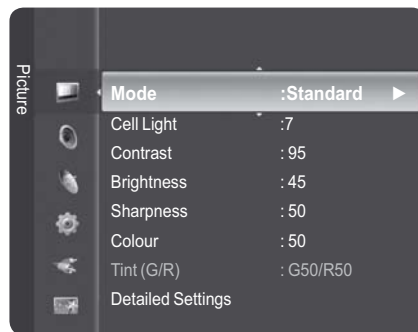 Picture
Mode :Standard ►
Cell Light :7
Contrast : 95
Brightness : 45
Sharpness : 50
Colour : 50
Tint (G/R) : G50/R50
Detailed Settings